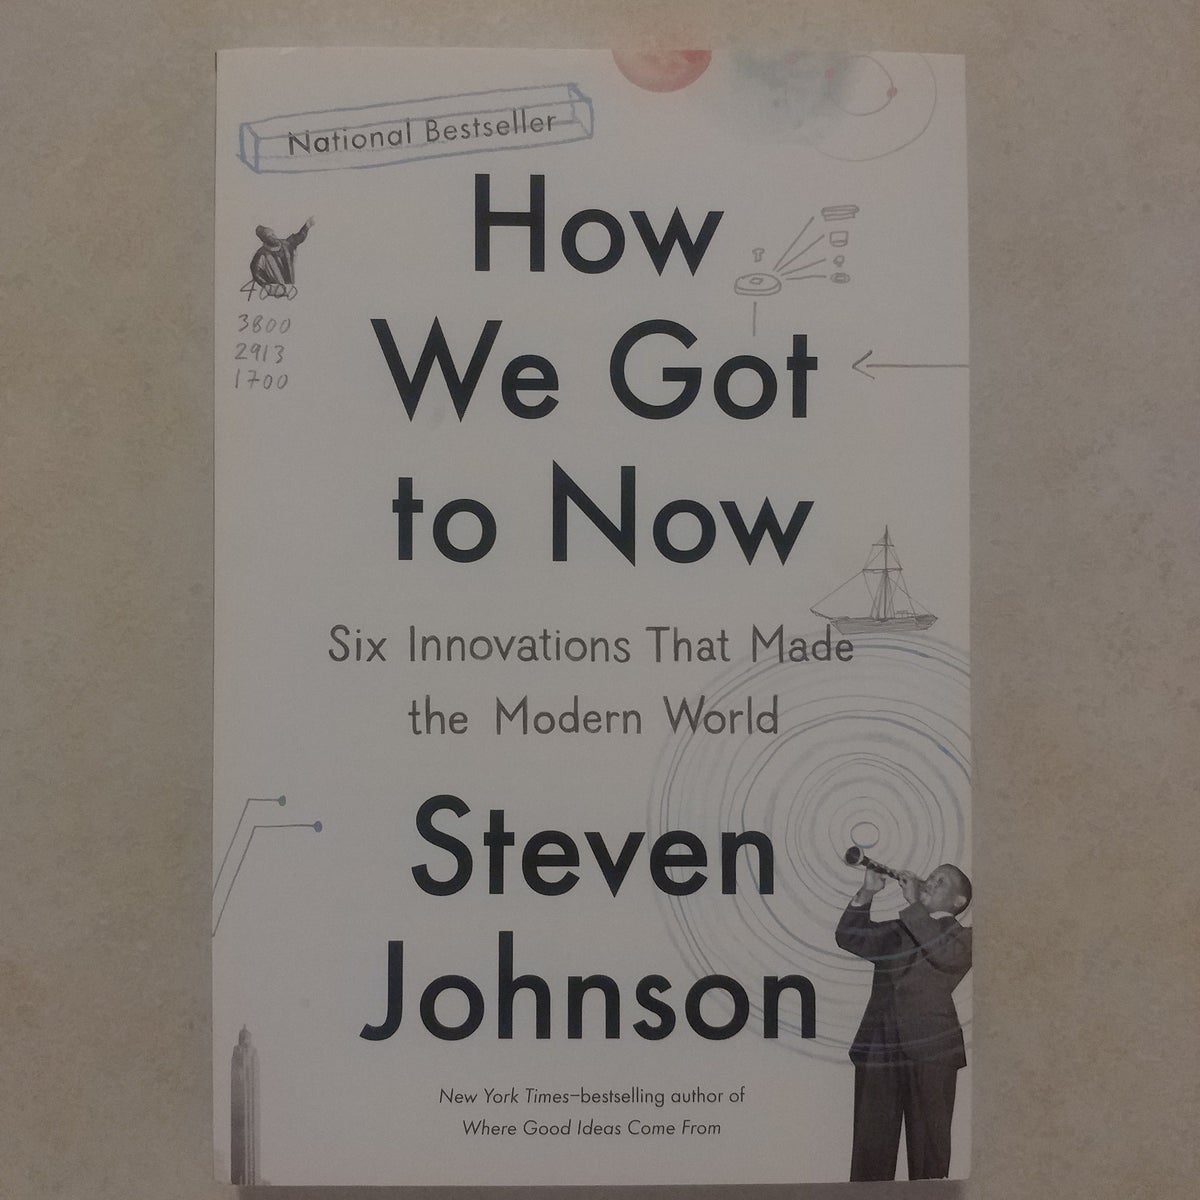 National Bestseller
How
We Got
to Now
4000
3800
2913
1700
Six Innovations That Made
the Modern World
Steven
Johnson
New York Times–bestselling author of
Where Good Ideas Come From